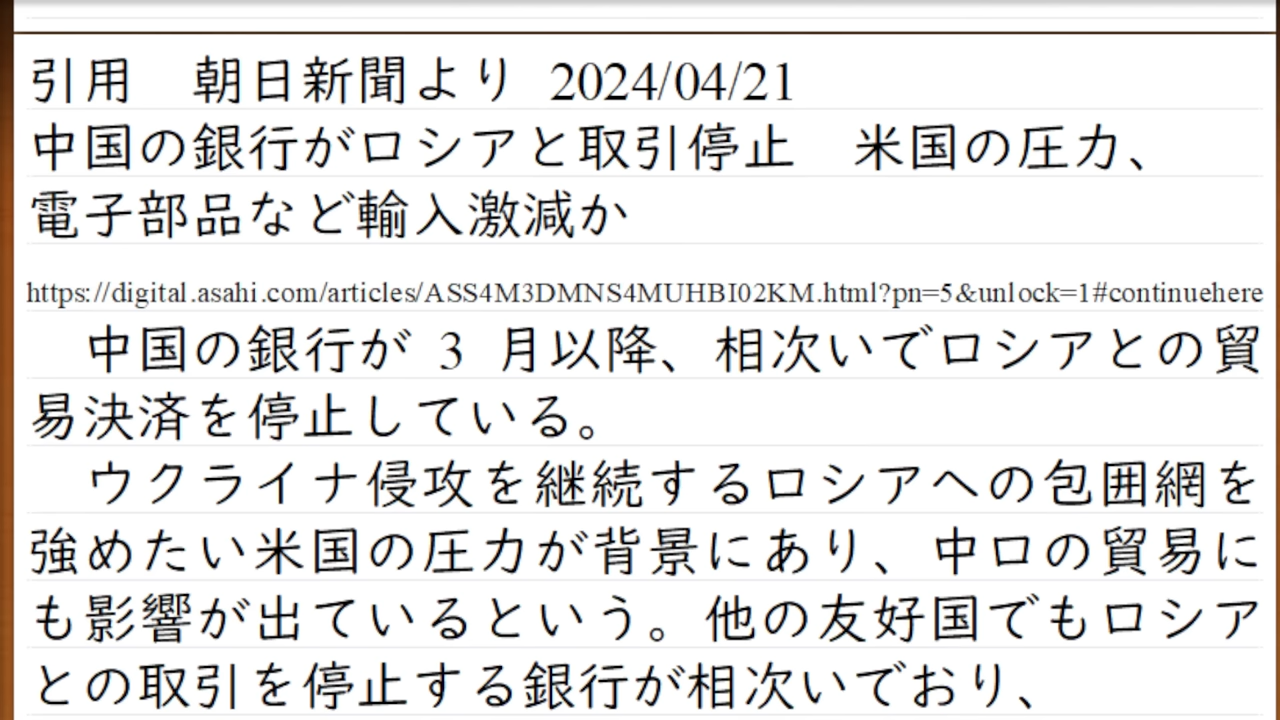 引用　朝日新聞より 2024/04/21
中国の銀行がロシアと取引停止　米国の圧力、
電子部品など輸入激減か
https://digital.asahi.com/articles/ASS4M3DMNS4MUHBI02KM.html?pn=5&unlock=1#continuehere
　中国の銀行が 3 月以降、相次いでロシアとの貿
易決済を停止している。
　ウクライナ侵攻を継続するロシアへの包囲網を
強めたい米国の圧力が背景にあり、中ロの貿易に
も影響が出ているという。他の友好国でもロシア
との取引を停止する銀行が相次いでおり、